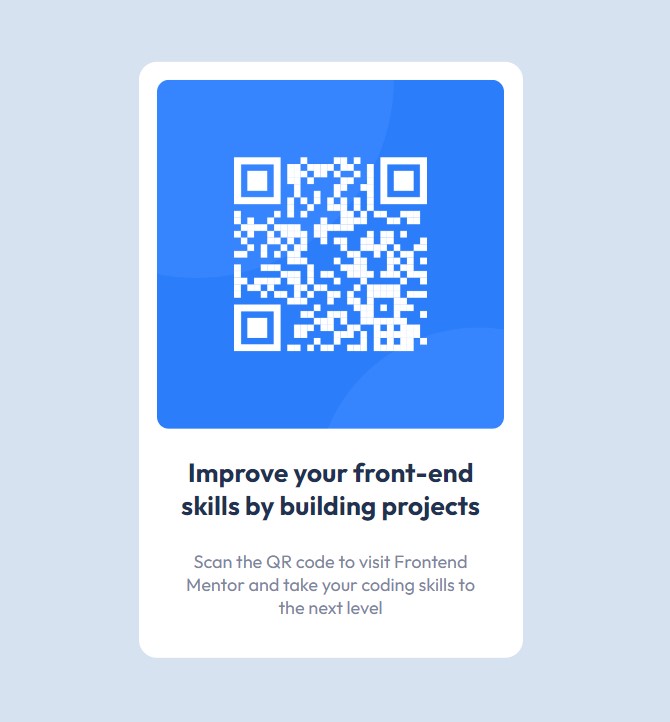 Improve your front-end
skills by building projects
Scan the QR code to visit Frontend
Mentor and take your coding skills to
the next level